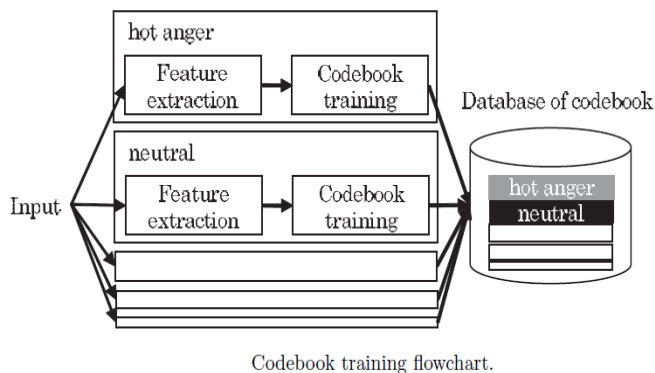 hot anger
Feature
extraction
Codebook
training
Database of codebook
neutral
hot anger
neutral
Input
Feature
extraction
Codebook
training
Codebook training flowchart.